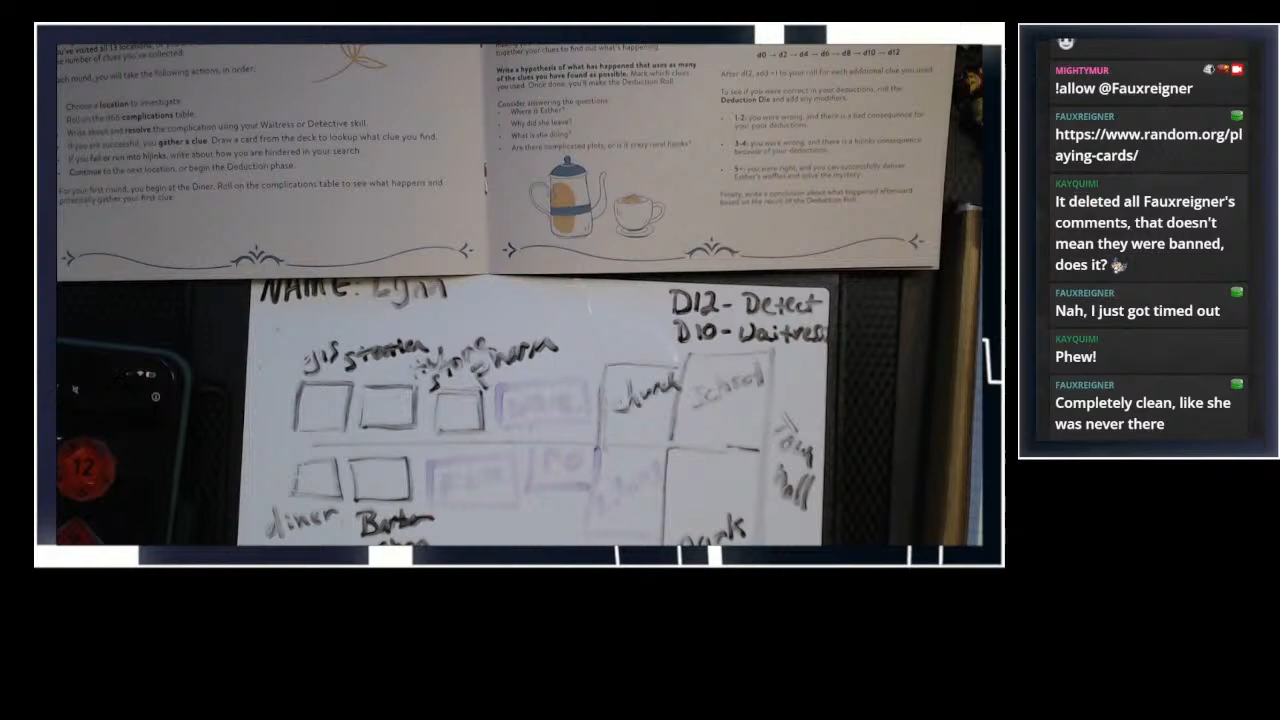 u've visited all 13 locations, or you
he number of clues you've collected.
ach round, you will take the following actions, in order:
Choose a location to investigate.
Roll on the d66 complications table.
Write about and resolve the complication using your Waitress or Detective skill.
If you are successful, you gather a clue. Draw a card from the deck to lookup what clue you find.
If you fail or run into hijinks, write about how you are hindered in your search.
Continue to the next location, or begin the Deduction phase.
For your first round, you begin at the Diner. Roll on the complications table to see what happens and
potentially gather your first clue.
together your clues to find out what's happening.
Write a hypothesis of what has happened that uses as many
of the clues you have found as possible. Mark which clues
you used. Once done, you'll make the Deduction Roll.
Consider answering the questions:
• Where is Esther?
• Why did she leave?
• What is she doing?
• Are there complicated plots, or is it crazy rural hijinks?
d0 → d2 → d4 → d6 → d8 → d10 → d12
After d12, add +1 to your roll for each additional clue you used.
To see if you were correct in your deductions, roll the
Deduction Die and add any modifiers.
• 1-2: you were wrong, and there is a bad consequence for
your poor deductions.
• 3-4: you were wrong, and there is a hijinks consequence
because of your deductions.
• 5+: you were right, and you can successfully deliver
Esther's waffles and solve the mystery.
Finally, write a conclusion about what happened afterward
based on the result of the Deduction Roll.
NAME: Lynn
D12- Detect
D10- Waitress
gas station
pharm
church
school
Town
hall
PO
diner
Barber
park
12
MIGHTYMUR
!allow @Fauxreigner
FAUXREIGNER
https://www.random.org/pl
aying-cards/
KAYQUIMI
It deleted all Fauxreigner's
comments, that doesn't
mean they were banned,
does it?
FAUXREIGNER
Nah, I just got timed out
KAYQUIMI
Phew!
FAUXREIGNER
Completely clean, like she
was never there